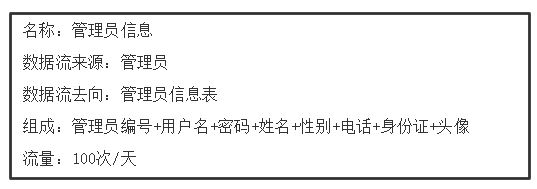 名称：管理员信息
数据流来源：管理员
数据流去向：管理员信息表
组成：管理员编号+用户名+密码+姓名+性别+电话+身份证+头像
流量：100次/天